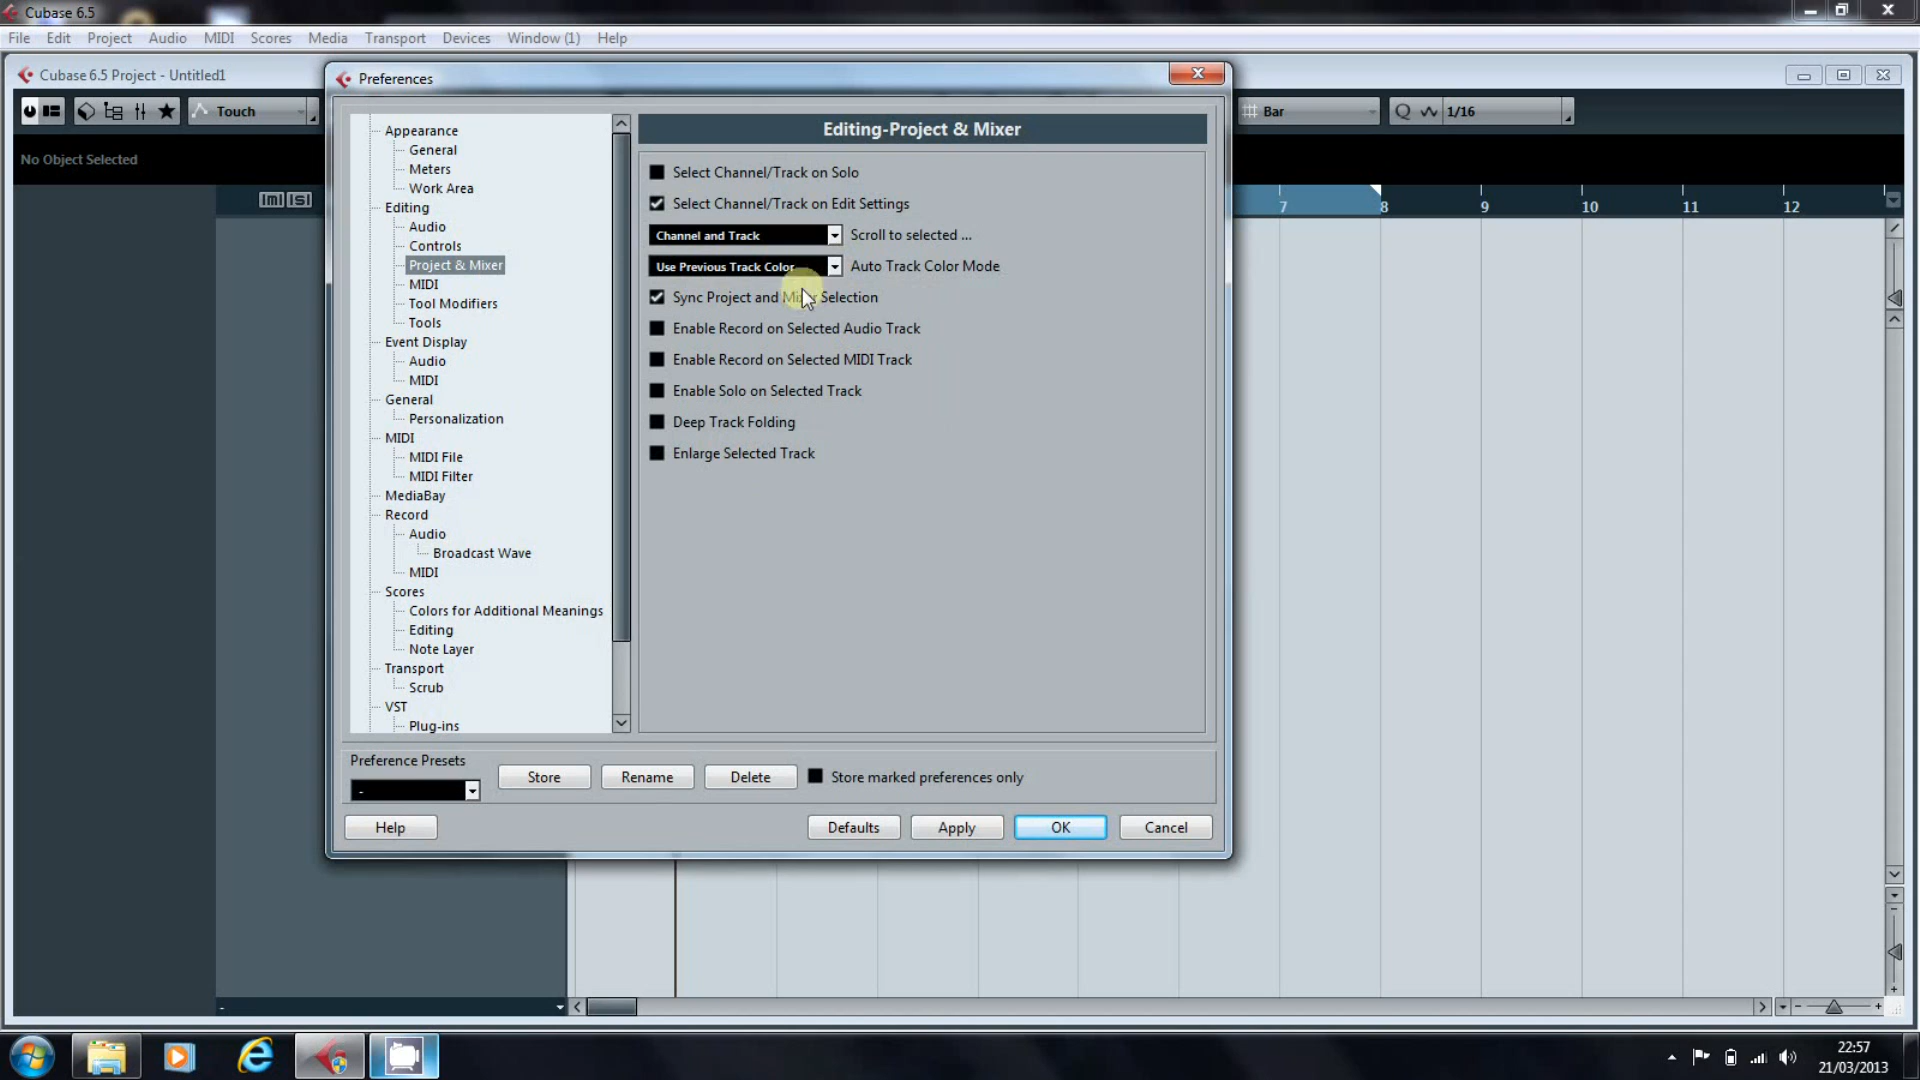 Cubase 6.5
File Edit Project Audio MIDI Scores Media Transport Devices Window (1) Help
Cubase 6.5 Project - Untitled1
Preferences
Touch
Bar
Q 1/16
No Object Selected
m s
7 8 9 10 11 12
Appearance
General
Meters
Work Area
Editing
Audio
Controls
Project & Mixer
MIDI
Tool Modifiers
Tools
Event Display
Audio
MIDI
General
Personalization
MIDI
MIDI File
MIDI Filter
MediaBay
Record
Audio
Broadcast Wave
MIDI
Scores
Colors for Additional Meanings
Editing
Note Layer
Transport
Scrub
VST
Plug-ins
Editing-Project & Mixer
Select Channel/Track on Solo
Select Channel/Track on Edit Settings
Channel and Track Scroll to selected ...
Use Previous Track Color Auto Track Color Mode
Sync Project and Mixer Selection
Enable Record on Selected Audio Track
Enable Record on Selected MIDI Track
Enable Solo on Selected Track
Deep Track Folding
Enlarge Selected Track
Preference Presets
-
Store Rename Delete Store marked preferences only
Help Defaults Apply OK Cancel
22:57
21/03/2013